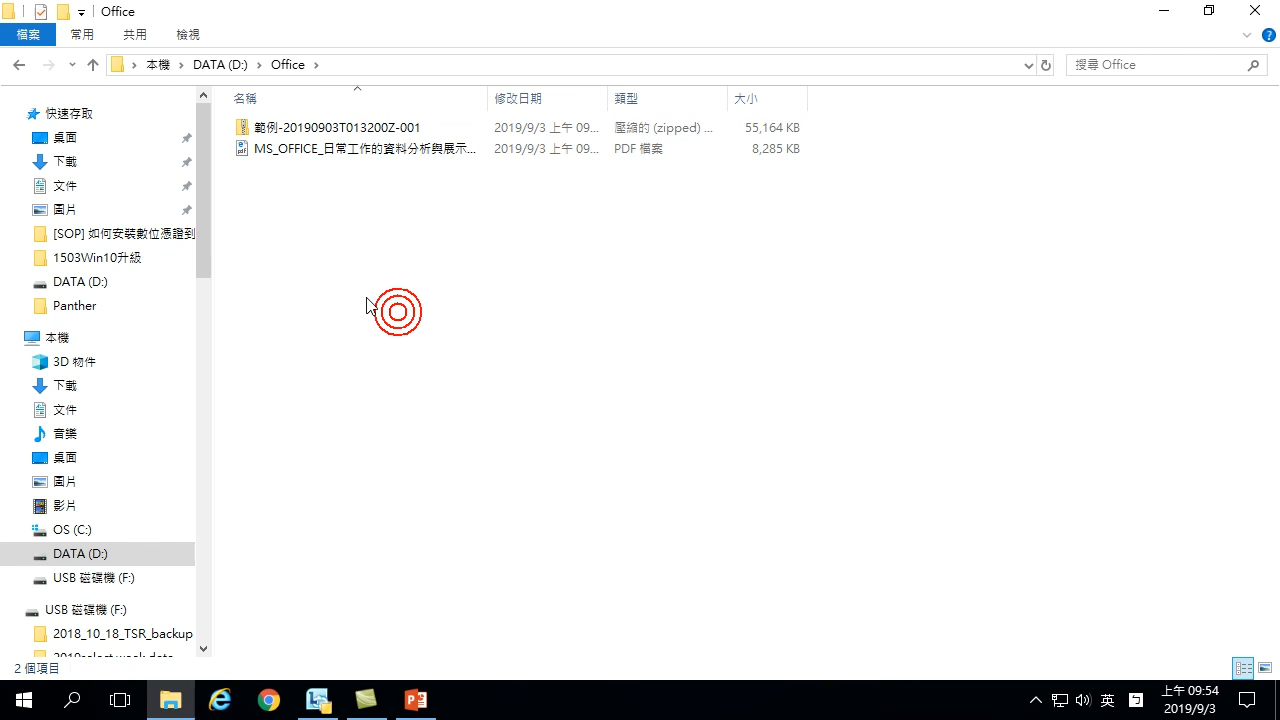 Office
檔案 常用 共用 檢視
本機 DATA (D:) Office
搜尋 Office
名稱 修改日期 類型 大小
範例-20190903T013200Z-001 2019/9/3 上午 09... 壓縮的 (zipped) ... 55,164 KB
MS_OFFICE_日常工作的資料分析與展示... 2019/9/3 上午 09... PDF 檔案 8,285 KB
快速存取
桌面
下載
文件
圖片
[SOP] 如何安裝數位憑證到
1503Win10升級
DATA (D:)
Panther
本機
3D 物件
下載
文件
音樂
桌面
圖片
影片
OS (C:)
DATA (D:)
USB 磁碟機 (F:)
USB 磁碟機 (F:)
2018_10_18_TSR_backup
2 個項目
英
上午 09:54
2019/9/3